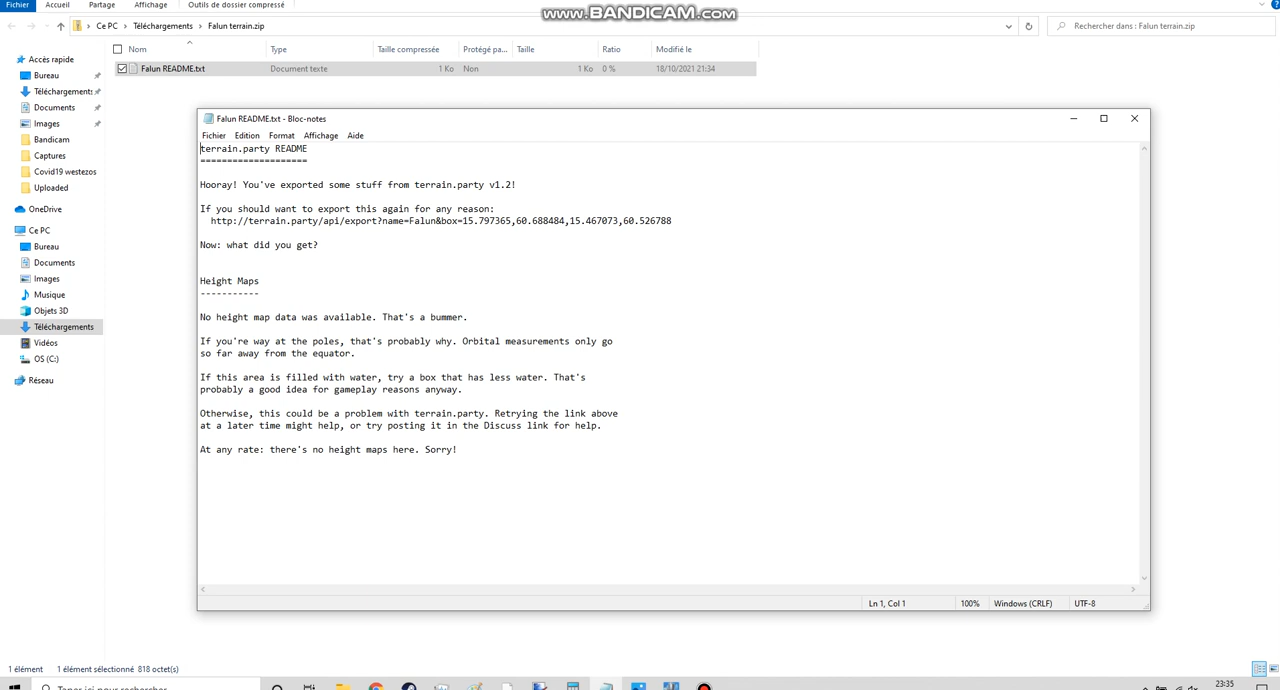 Fichier Accueil Partage Affichage Outils de dossier compressé
www.BANDICAM.com
Ce PC > Téléchargements > Falun terrain.zip
Rechercher dans : Falun terrain.zip
Nom Type Taille compressée Protégé pa... Taille Ratio Modifié le
Falun README.txt Document texte 1 Ko Non 1 Ko 0 % 18/10/2021 21:34
Accès rapide
Bureau
Téléchargements
Documents
Images
Bandicam
Captures
Covid19 westezos
Uploaded
OneDrive
Ce PC
Bureau
Documents
Images
Musique
Objets 3D
Téléchargements
Vidéos
OS (C:)
Réseau
Falun README.txt - Bloc-notes
Fichier Edition Format Affichage Aide
terrain.party README
====================
Hooray! You've exported some stuff from terrain.party v1.2!
If you should want to export this again for any reason:
http://terrain.party/api/export?name=Falun&box=15.797365,60.688484,15.467073,60.526788
Now: what did you get?
Height Maps
-----------
No height map data was available. That's a bummer.
If you're way at the poles, that's probably why. Orbital measurements only go
so far away from the equator.
If this area is filled with water, try a box that has less water. That's
probably a good idea for gameplay reasons anyway.
Otherwise, this could be a problem with terrain.party. Retrying the link above
at a later time might help, or try posting it in the Discuss link for help.
At any rate: there's no height maps here. Sorry!
Ln 1, Col 1 100% Windows (CRLF) UTF-8
1 élément 1 élément sélectionné 818 octet(s)
Taper ici pour rechercher
23:35